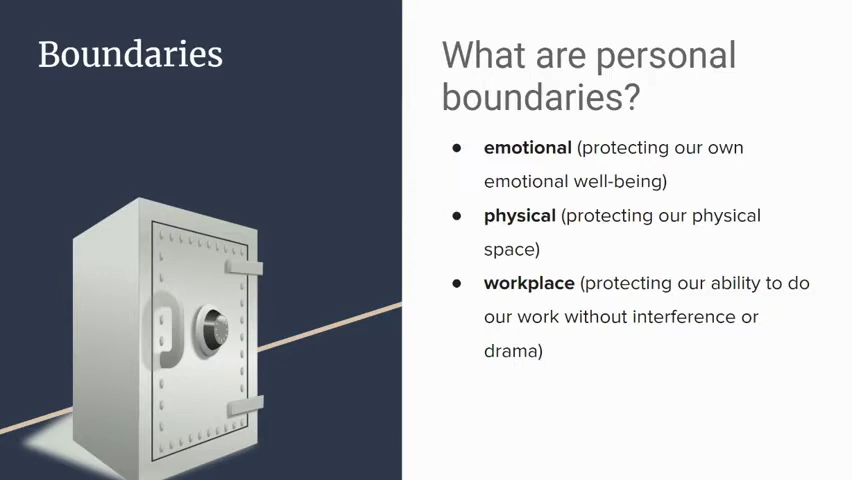 Boundaries
What are personal
boundaries?
● emotional (protecting our own
emotional well-being)
● physical (protecting our physical
space)
● workplace (protecting our ability to do
our work without interference or
drama)